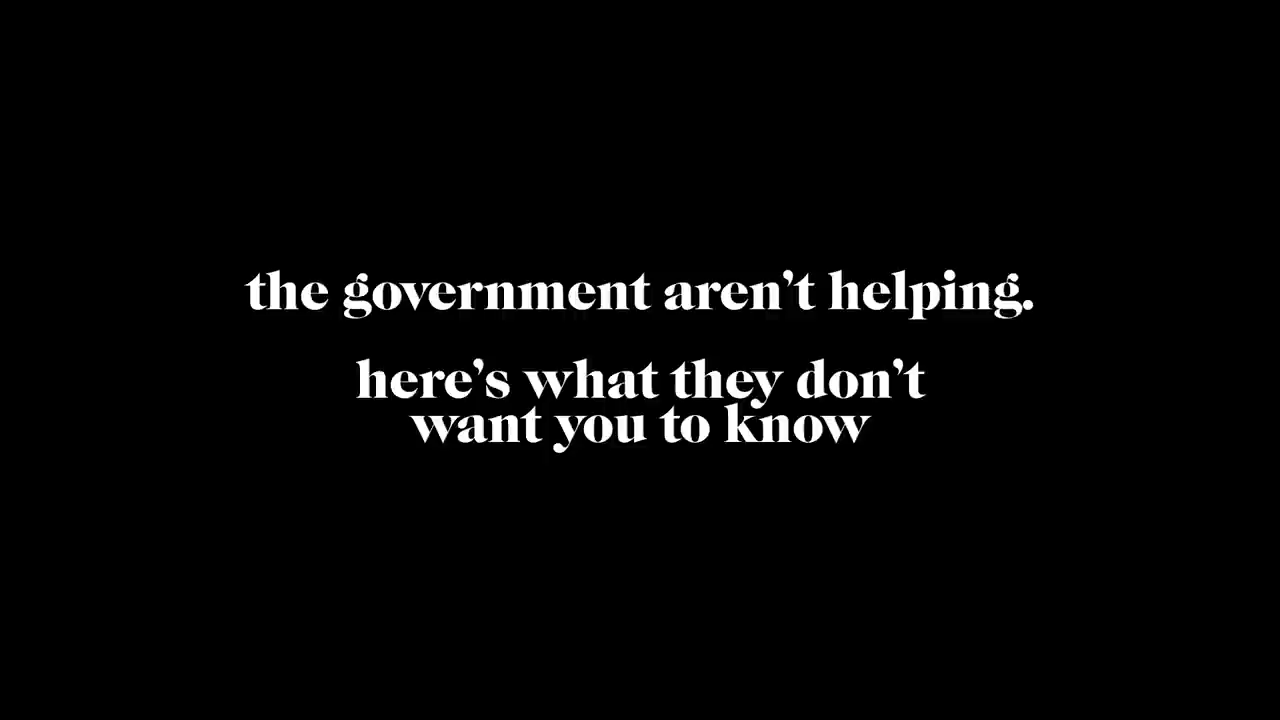 the government aren’t helping.
here’s what they don’t
want you to know